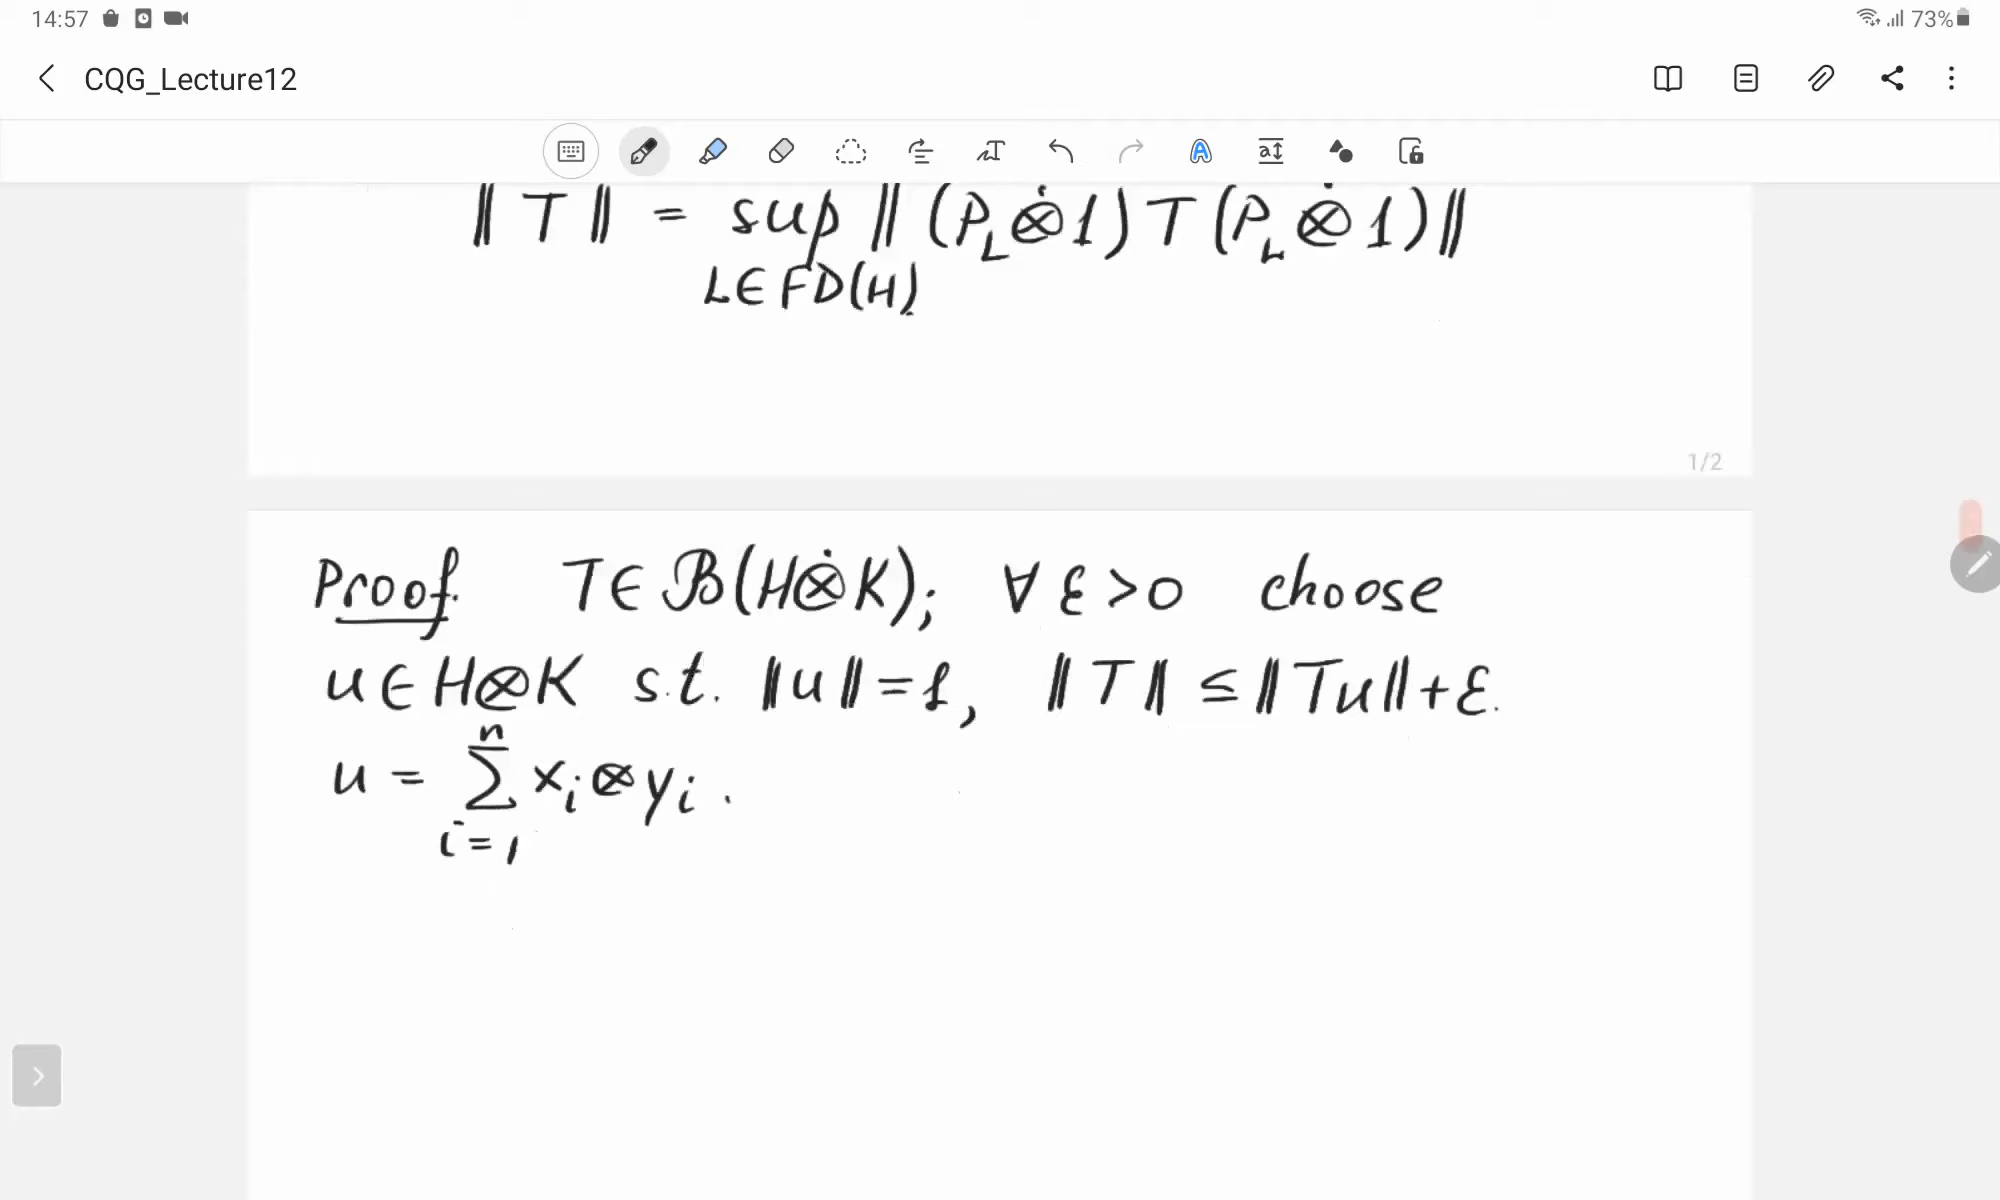 14:57 73%
CQG_Lecture12
‖T‖ = sup ‖(P_L ⊗̇ 1) T (P_L ⊗̇ 1)‖
L∈FD(H)
1/2
Proof. T∈ℬ(H⊗̇K); ∀ ε>0 choose
u∈H⊗K s.t. ‖u‖=1, ‖T‖ ≤ ‖Tu‖+ε.
n
u = ∑ x_i⊗y_i.
i=1